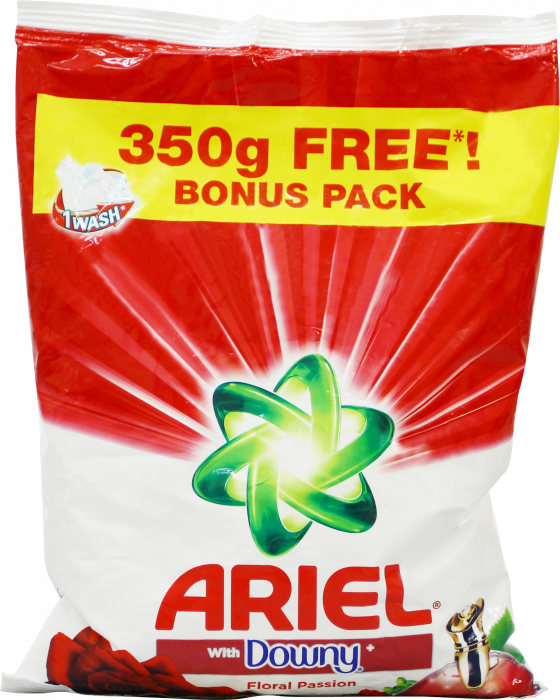 350g FREE*!
BONUS PACK
1 WASH*
ARIEL®
with Downy+
Floral Passion